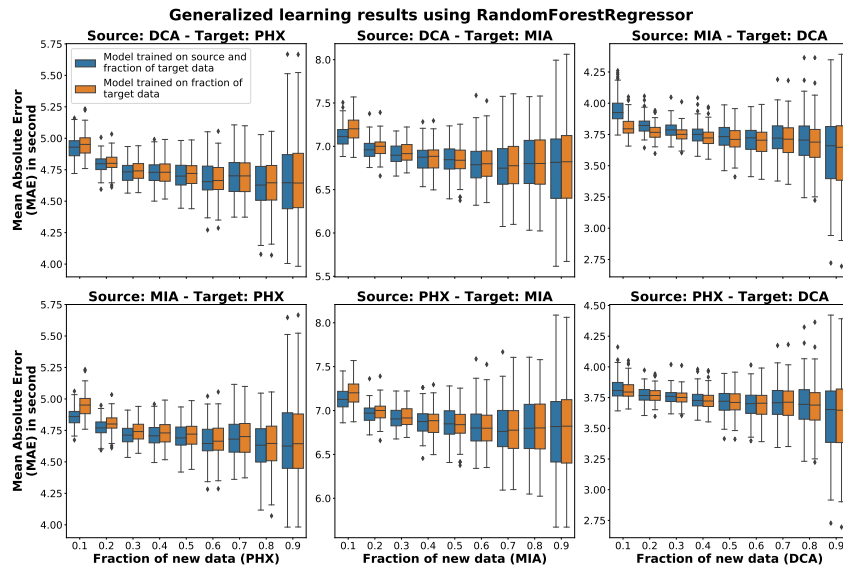 Generalized learning results using RandomForestRegressor
Source: DCA - Target: PHX
Source: DCA - Target: MIA
Source: MIA - Target: DCA
Model trained on source and
fraction of target data
Model trained on fraction of
target data
Mean Absolute Error
(MAE) in second
5.75
5.50
5.25
5.00
4.75
4.50
4.25
4.00
8.0
7.5
7.0
6.5
6.0
5.5
4.25
4.00
3.75
3.50
3.25
3.00
2.75
Source: MIA - Target: PHX
Source: PHX - Target: MIA
Source: PHX - Target: DCA
Mean Absolute Error
(MAE) in second
5.75
5.50
5.25
5.00
4.75
4.50
4.25
4.00
8.0
7.5
7.0
6.5
6.0
4.50
4.25
4.00
3.75
3.50
3.25
3.00
2.75
0.1 0.2 0.3 0.4 0.5 0.6 0.7 0.8 0.9
0.1 0.2 0.3 0.4 0.5 0.6 0.7 0.8 0.9
0.1 0.2 0.3 0.4 0.5 0.6 0.7 0.8 0.9
Fraction of new data (PHX)
Fraction of new data (MIA)
Fraction of new data (DCA)